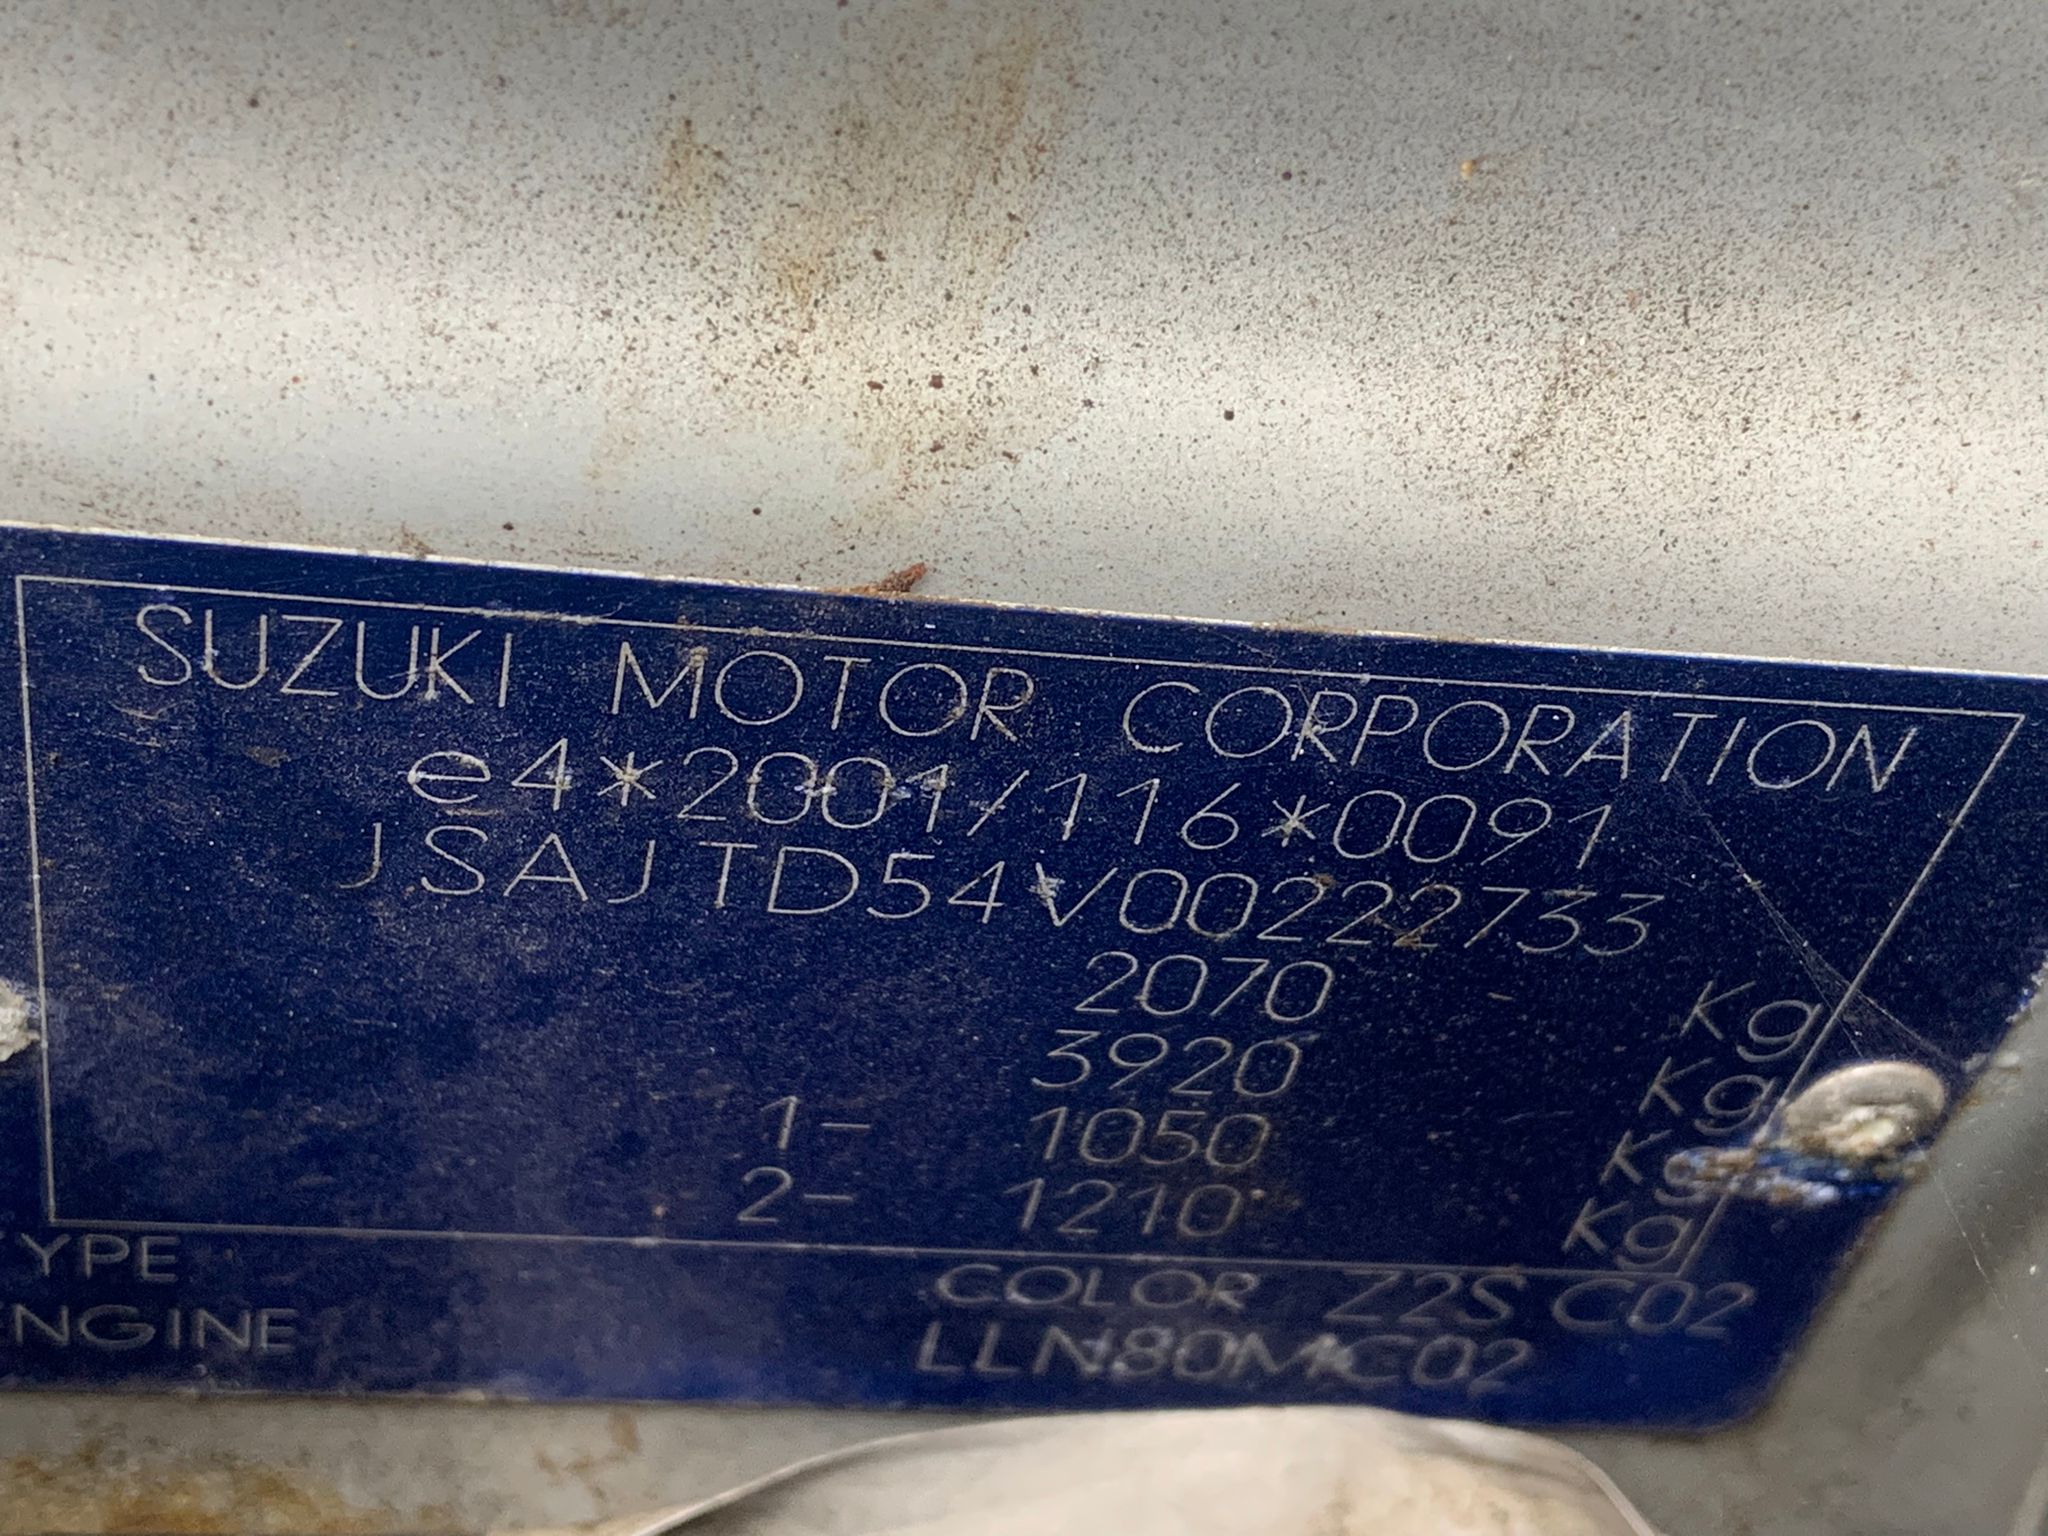 SUZUKI MOTOR CORPORATION
e4*2001/116*0091
JSAJTD54V00222733
2070 Kg
3920 Kg
1- 1050 Kg
2- 1210 Kg
YPE COLOR Z2S C02
NGINE LLN80MC02